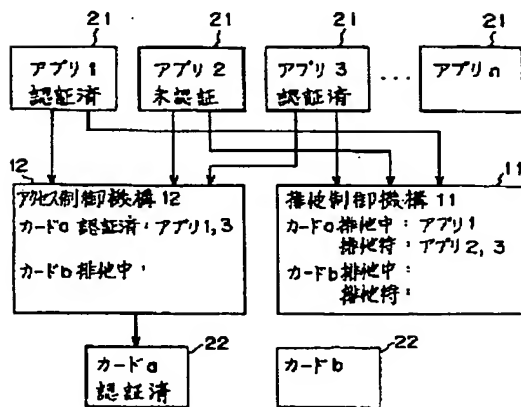 21
21
21
21
アプリ1
認証済
アプリ2
未認証
アプリ3
認証済
...
アプリn
12
アクセス制御機構12
カードa 認証済:アプリ1,3
カードb 排他中:
11
排他制御機構 11
カードa排他中:アプリ1
排他待:アプリ2,3
カードb排他中:
排他待:
22
カードa
認証済
22
カードb